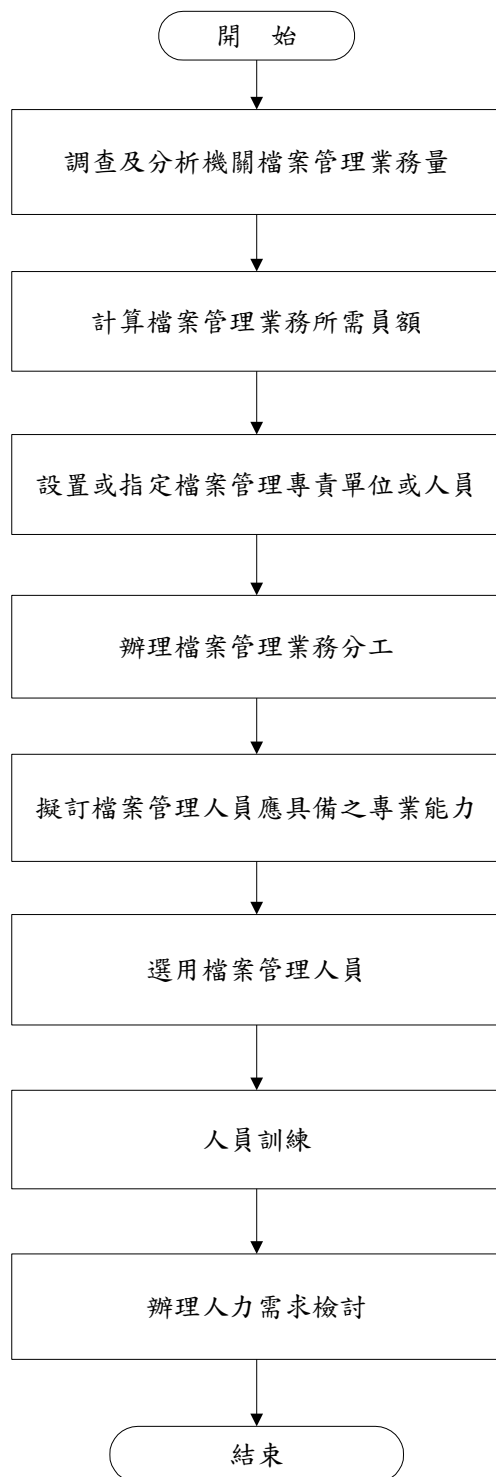 開　始
調查及分析機關檔案管理業務量
計算檔案管理業務所需員額
設置或指定檔案管理專責單位或人員
辦理檔案管理業務分工
擬訂檔案管理人員應具備之專業能力
選用檔案管理人員
人員訓練
辦理人力需求檢討
結束